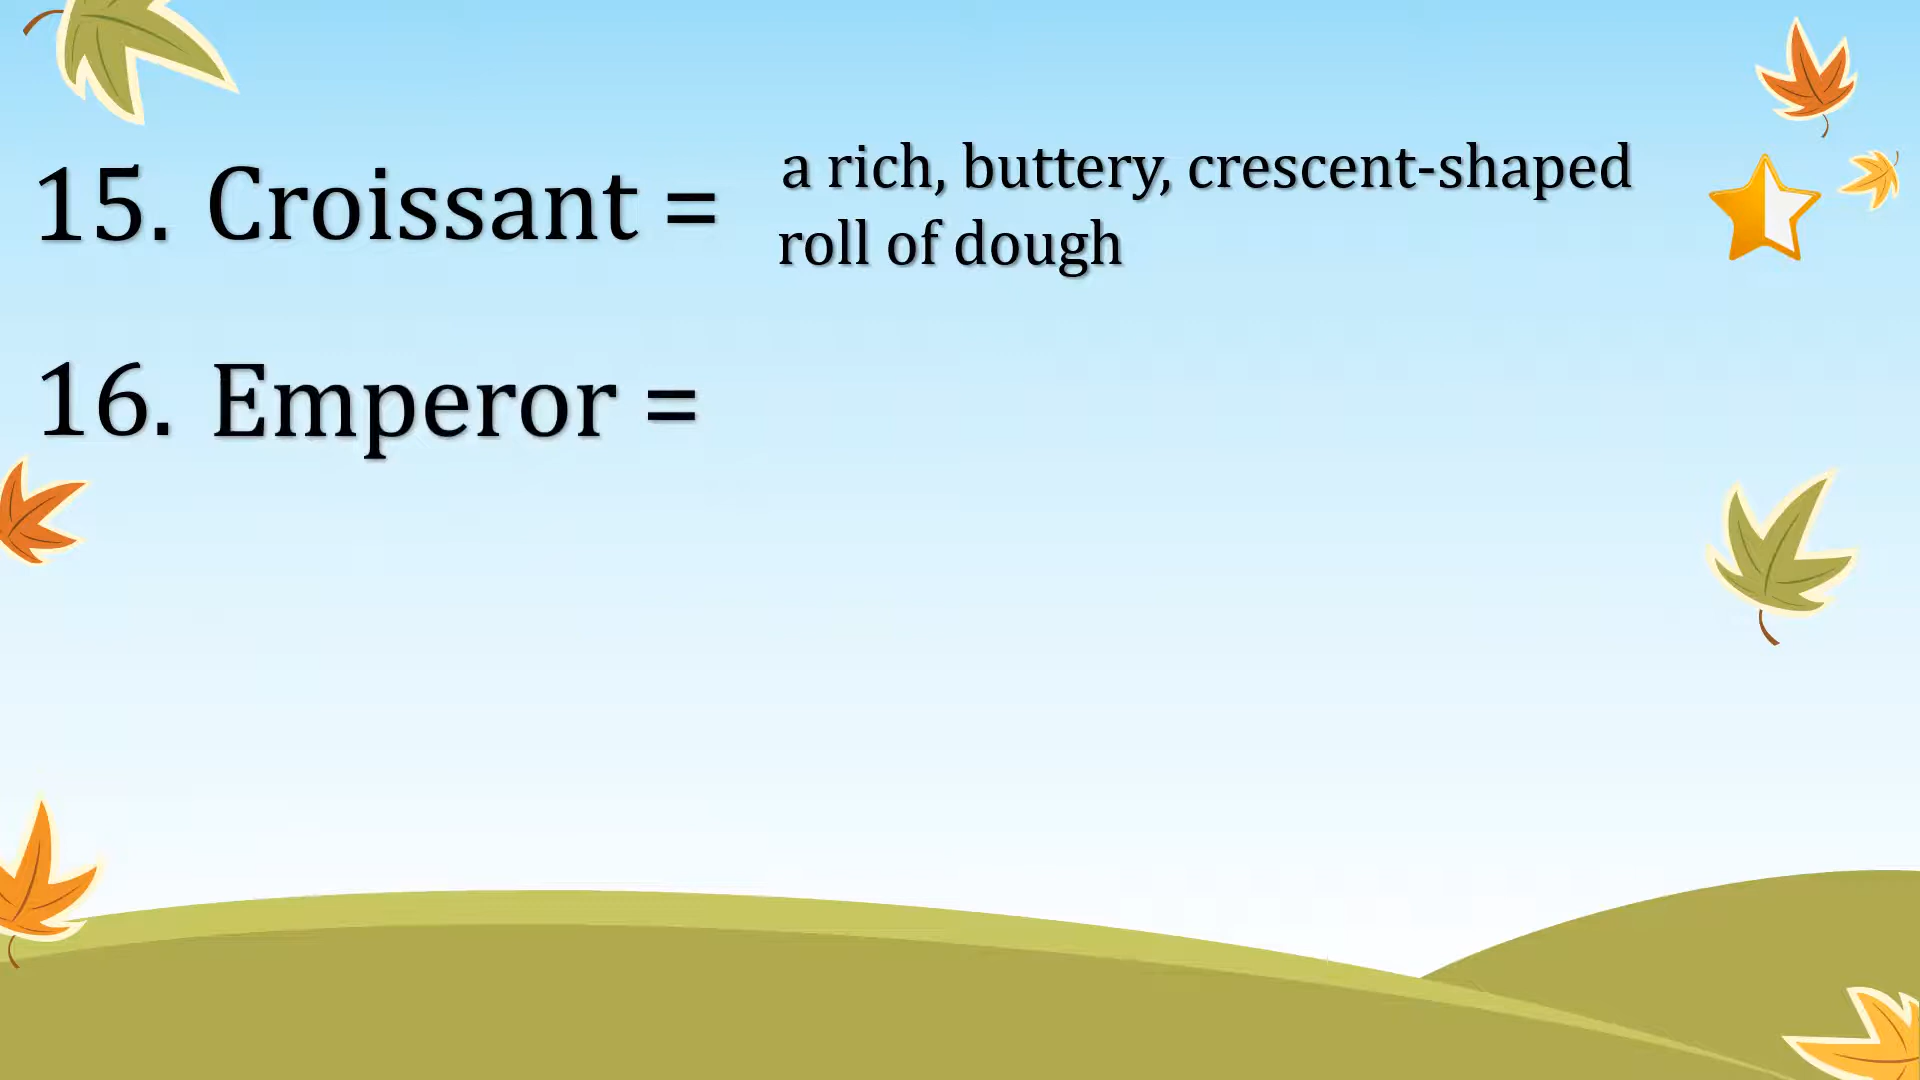 15. Croissant = a rich, buttery, crescent-shaped
roll of dough
16. Emperor =